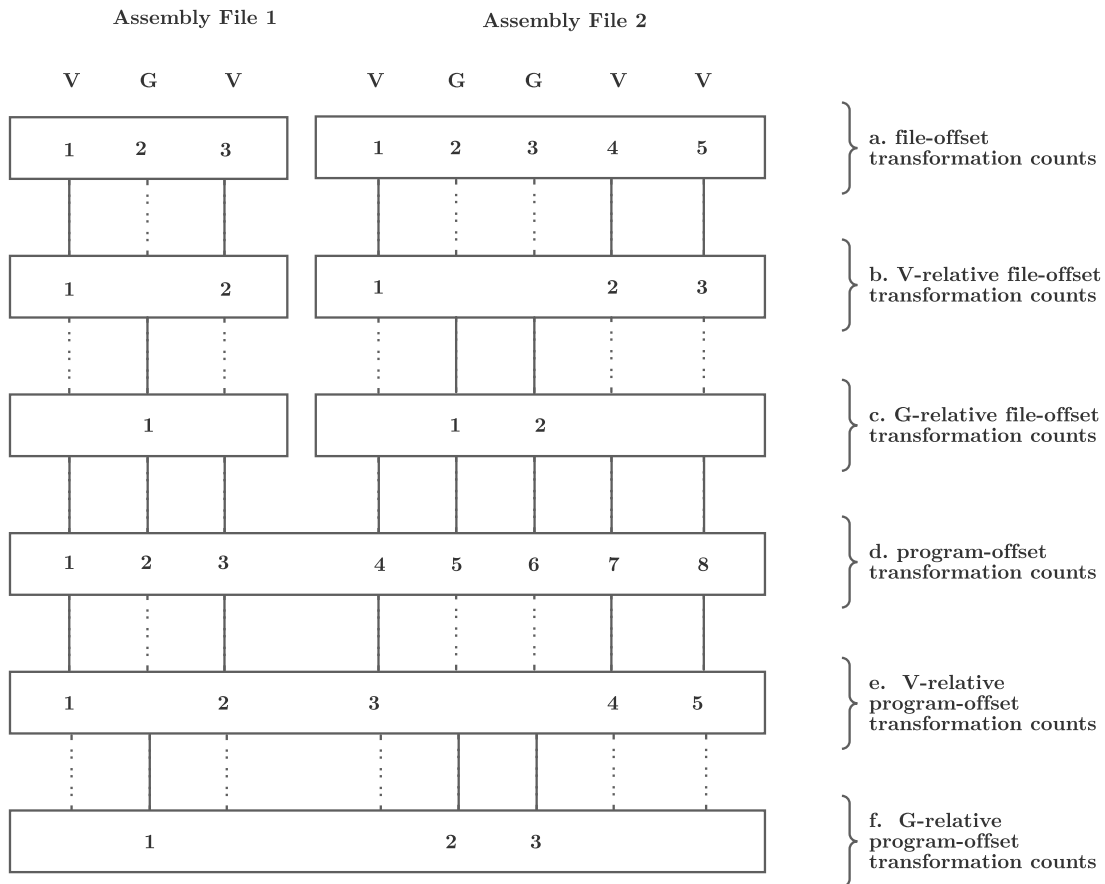 Assembly File 1 Assembly File 2
V G V V G G V V
1 2 3 1 2 3 4 5
a. file-offset
transformation counts
1 2 1 2 3
b. V-relative file-offset
transformation counts
1 1 2
c. G-relative file-offset
transformation counts
1 2 3 4 5 6 7 8
d. program-offset
transformation counts
1 2 3 4 5
e. V-relative
program-offset
transformation counts
1 2 3
f. G-relative
program-offset
transformation counts